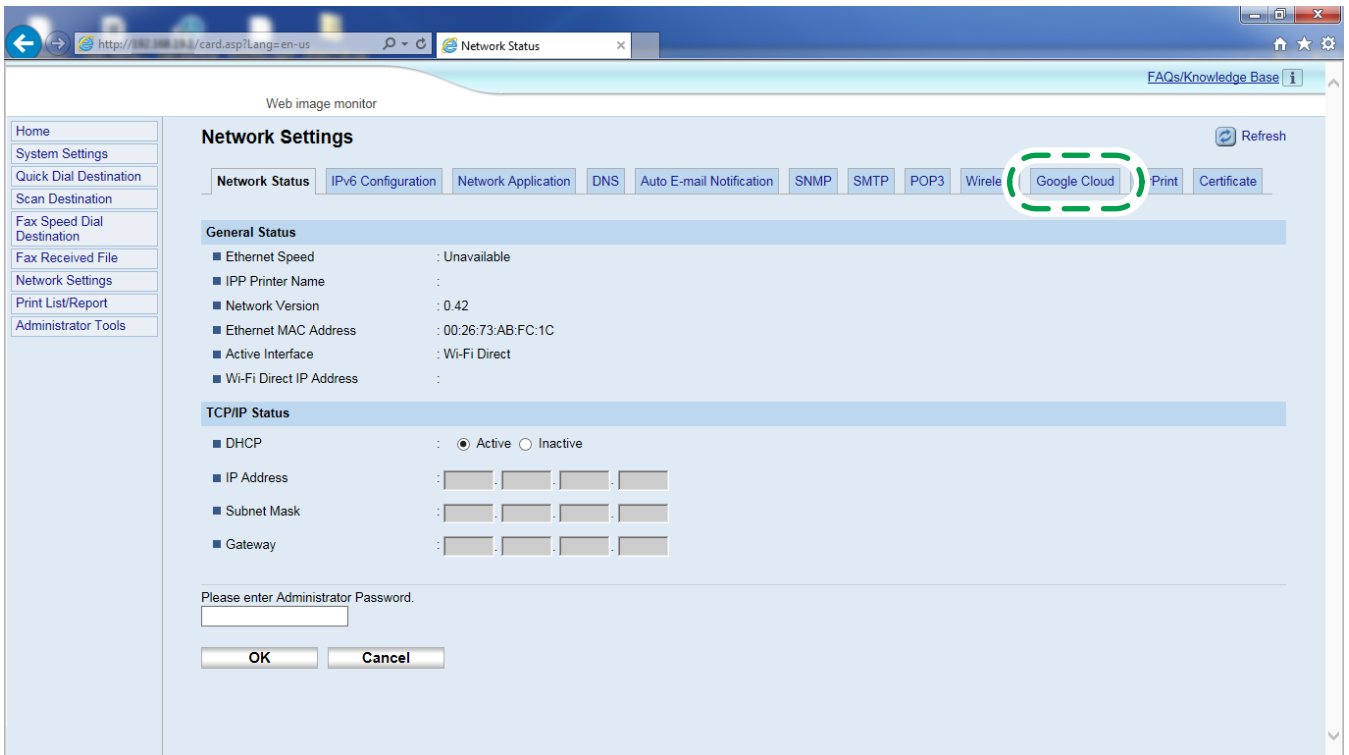 http:// /card.asp?Lang=en-us
Network Status
FAQs/Knowledge Base i
Web image monitor
Home
System Settings
Quick Dial Destination
Scan Destination
Fax Speed Dial
Destination
Fax Received File
Network Settings
Print List/Report
Administrator Tools
Network Settings
Refresh
Network Status IPv6 Configuration Network Application DNS Auto E-mail Notification SNMP SMTP POP3 Wirele Google Cloud Print Certificate
General Status
Ethernet Speed : Unavailable
IPP Printer Name :
Network Version : 0.42
Ethernet MAC Address : 00:26:73:AB:FC:1C
Active Interface : Wi-Fi Direct
Wi-Fi Direct IP Address :
TCP/IP Status
DHCP : Active Inactive
IP Address : . . .
Subnet Mask : . . .
Gateway : . . .
Please enter Administrator Password.
OK Cancel